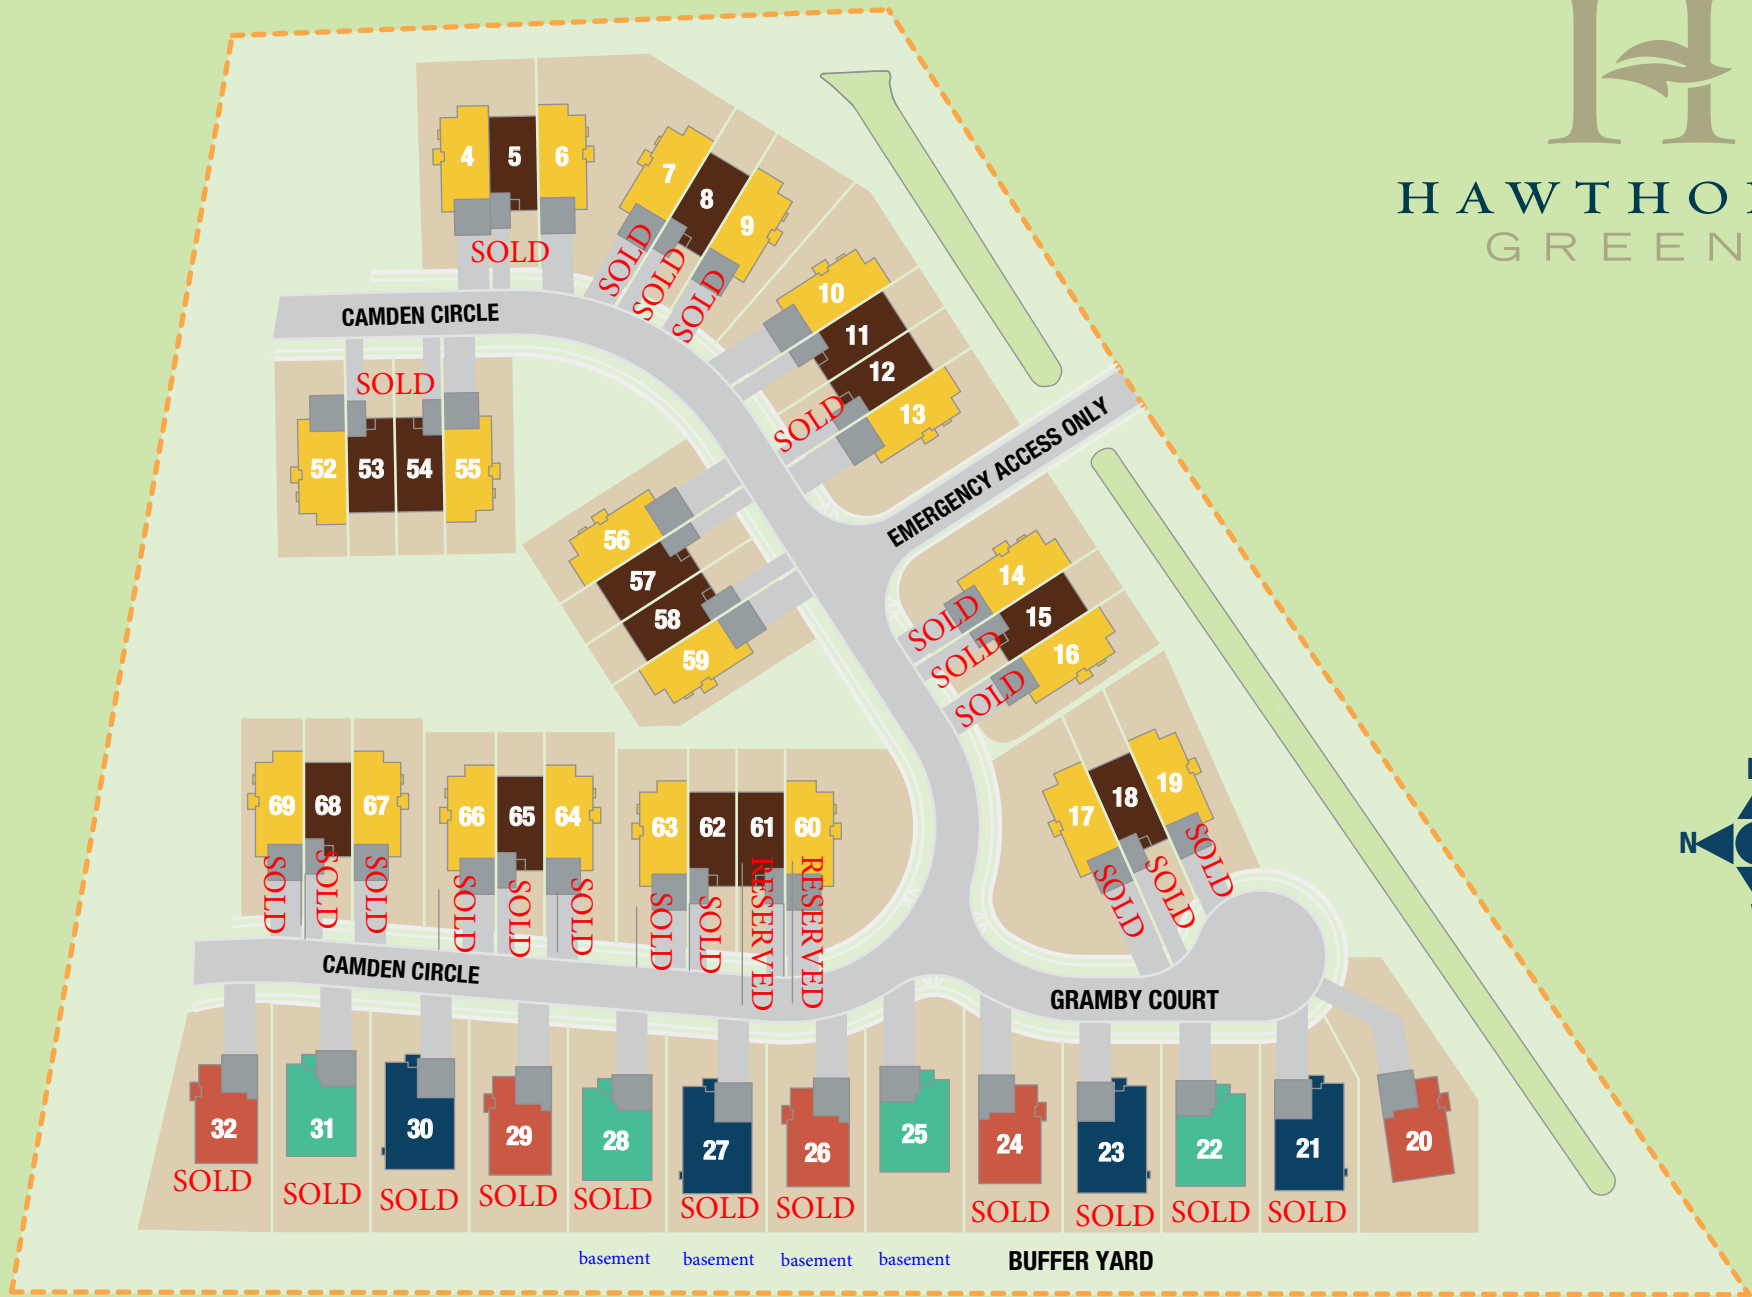 H
HAWTHO
GREEN
4 5 6
SOLD
7 8 9
SOLD SOLD SOLD
10
11
12
13
SOLD
CAMDEN CIRCLE
SOLD
52 53 54 55
EMERGENCY ACCESS ONLY
56
57
58
59
14
15
16
SOLD
SOLD
SOLD
17 18 19
SOLD SOLD SOLD
69 68 67
SOLD SOLD SOLD
66 65 64
SOLD SOLD SOLD
63 62 61 60
SOLD SOLD RESERVED RESERVED
N
CAMDEN CIRCLE
GRAMBY COURT
32 31 30 29 28 27 26 25 24 23 22 21 20
SOLD SOLD SOLD SOLD SOLD SOLD SOLD SOLD SOLD SOLD SOLD
basement basement basement basement
BUFFER YARD